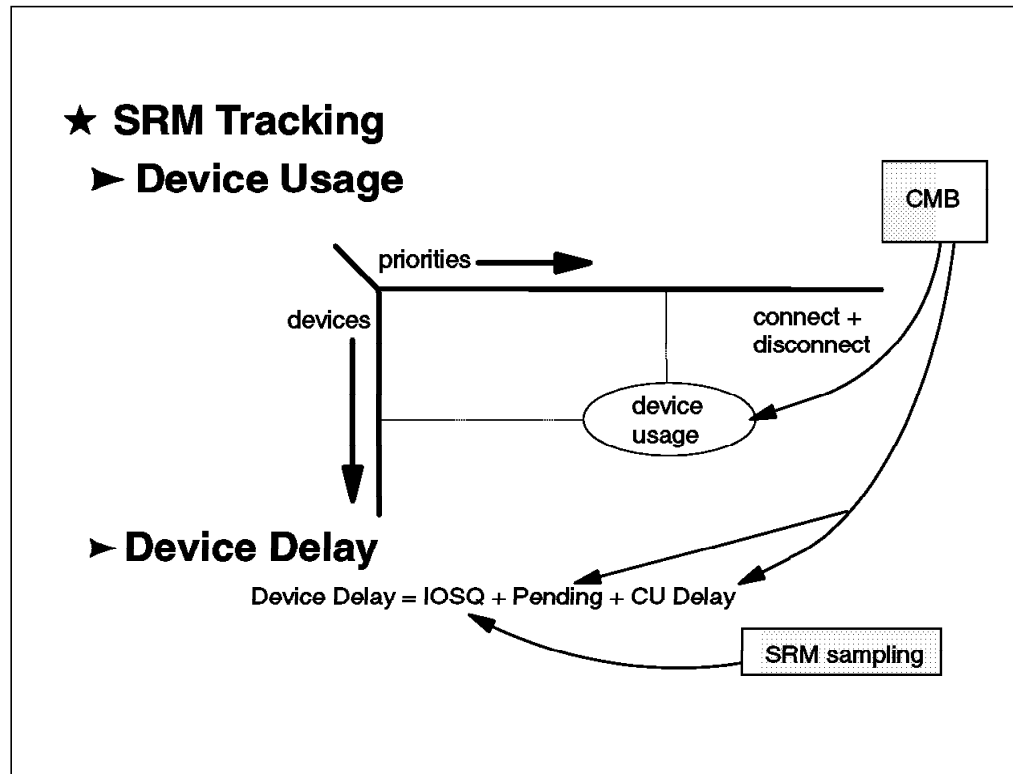 ★ SRM Tracking
➤ Device Usage
CMB
priorities
devices
connect +
disconnect
device
usage
➤ Device Delay
Device Delay = IOSQ + Pending + CU Delay
SRM sampling